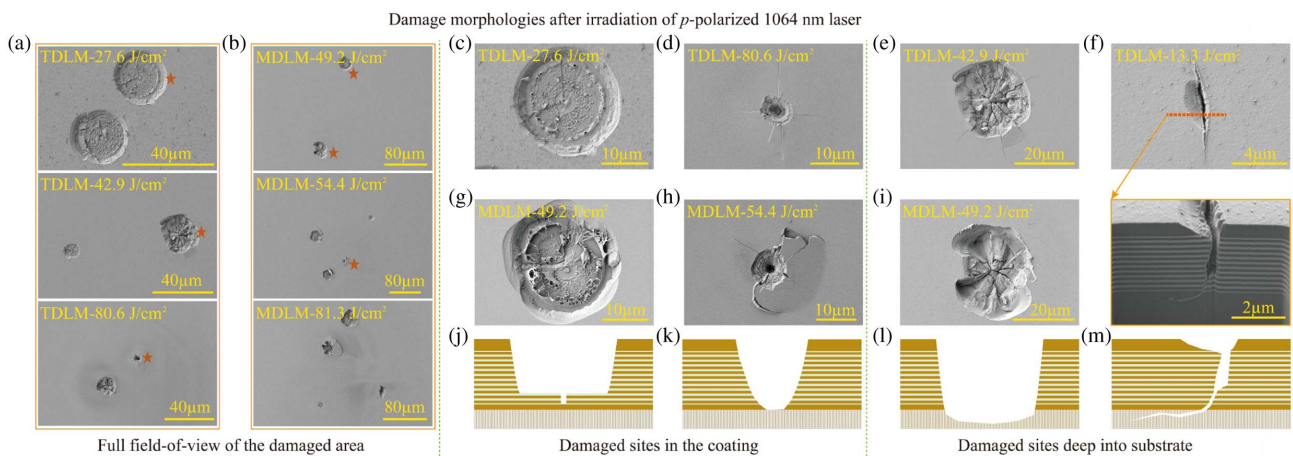 Damage morphologies after irradiation of p-polarized 1064 nm laser
(a)
TDLM-27.6 J/cm²
40μm
TDLM-42.9 J/cm²
40μm
TDLM-80.6 J/cm²
40μm
(b)
MDLM-49.2 J/cm²
80μm
MDLM-54.4 J/cm²
80μm
MDLM-81.3 J/cm²
80μm
Full field-of-view of the damaged area
(c)
TDLM-27.6 J/cm²
10μm
(d)
TDLM-80.6 J/cm²
10μm
(g)
MDLM-49.2 J/cm²
10μm
(h)
MDLM-54.4 J/cm²
10μm
(j)
(k)
Damaged sites in the coating
(e)
TDLM-42.9 J/cm²
20μm
(f)
TDLM-13.3 J/cm²
4μm
(i)
MDLM-49.2 J/cm²
20μm
2μm
(l)
(m)
Damaged sites deep into substrate